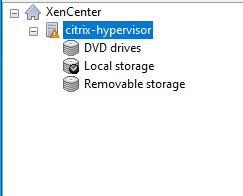 XenCenter
citrix-hypervisor
DVD drives
Local storage
Removable storage